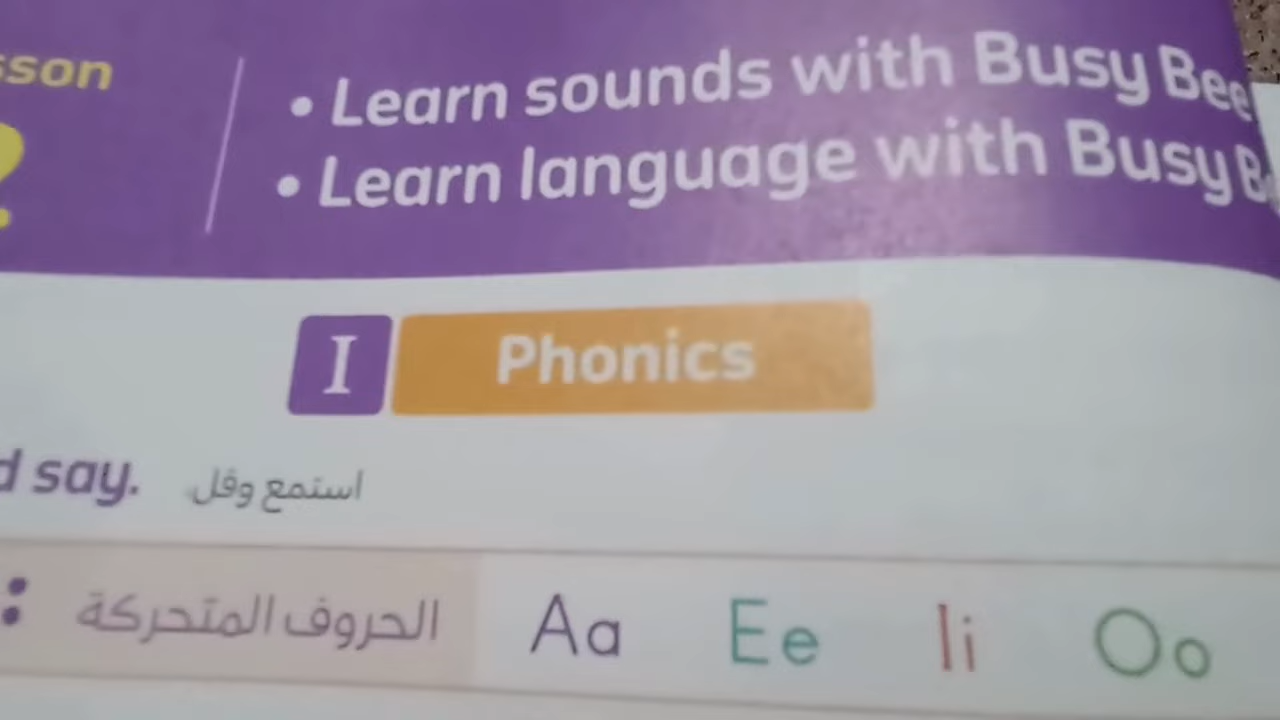 sson
2
• Learn sounds with Busy Bee
• Learn language with Busy B
I Phonics
d say. استمع وقل
: الحروف المتحركة Aa Ee Ii Oo